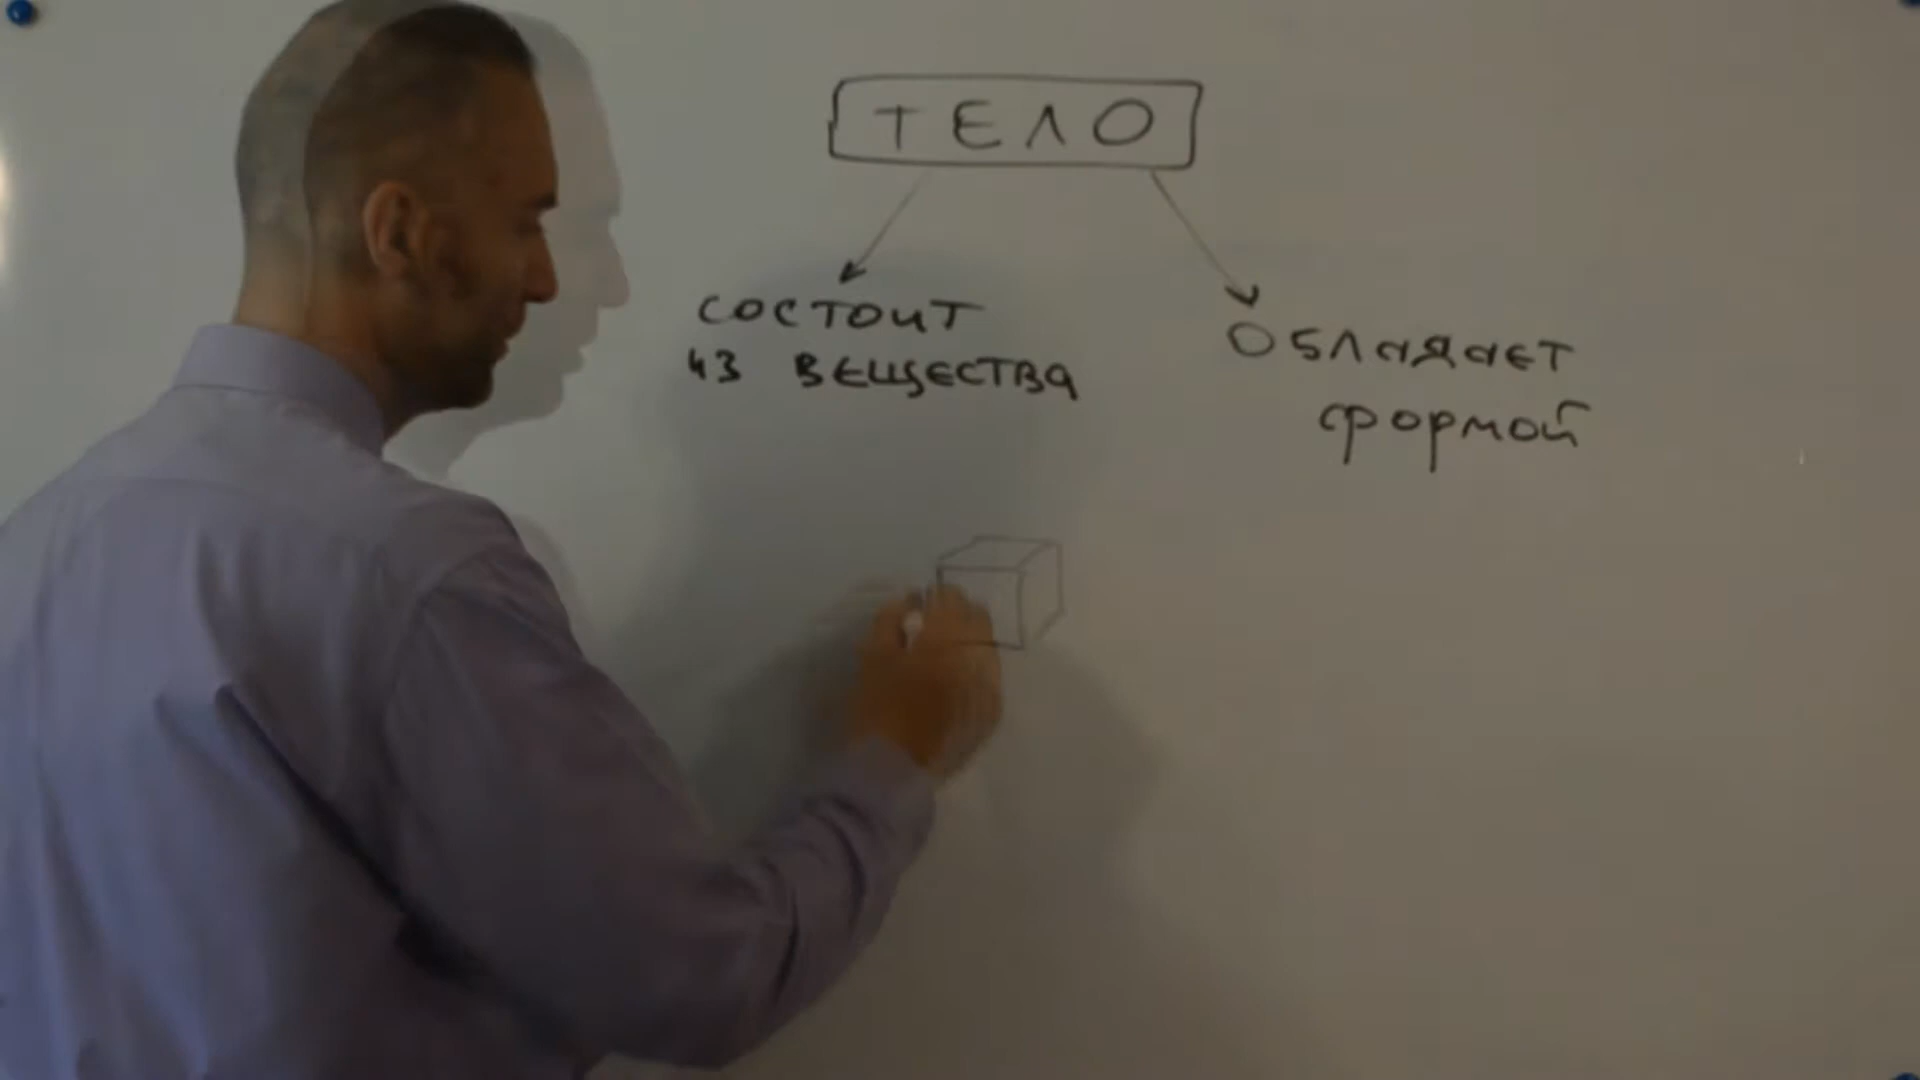 ТЕЛО
состоит
из вещества
Обладает
формой